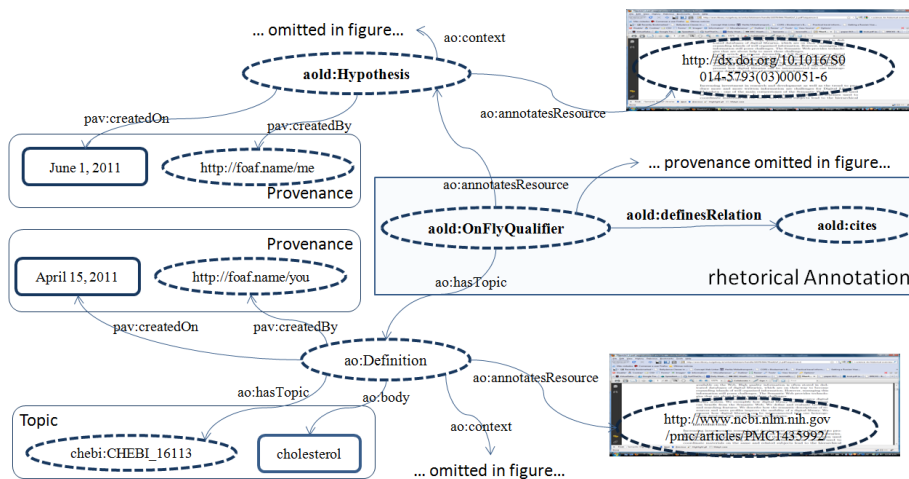 ... omitted in figure...
ao:context
aold:Hypothesis
http://dx.doi.org/10.1016/S0
014-5793(03)00051-6
ao:annotatesResource
pav:createdOn
pav:createdBy
June 1, 2011
http://foaf.name/me
Provenance
... provenance omitted in figure...
ao:annotatesResource
aold:OnFlyQualifier
aold:definesRelation
aold:cites
rhetorical Annotation
Provenance
April 15, 2011
http://foaf.name/you
ao:hasTopic
pav:createdOn
pav:createdBy
ao:Definition
ao:annotatesResource
http://www.ncbi.nlm.nih.gov
/pmc/articles/PMC1435992/
ao:hasTopic
ao:body
ao:context
Topic
chebi:CHEBI_16113
cholesterol
... omitted in figure...